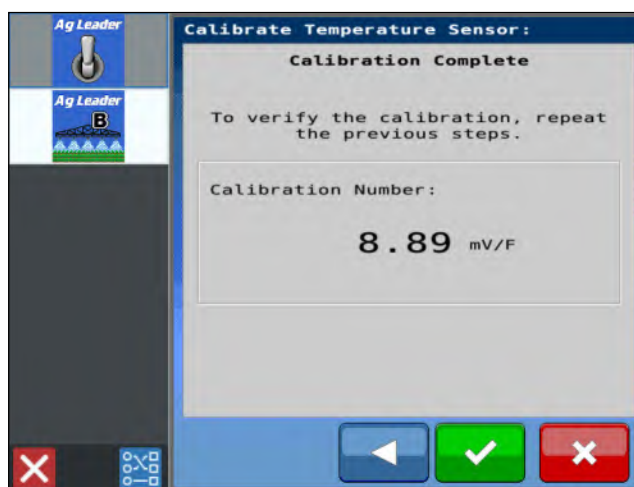 Ag Leader
Ag Leader
B
Calibrate Temperature Sensor:
Calibration Complete
To verify the calibration, repeat
the previous steps.
Calibration Number:
8.89 mV/F